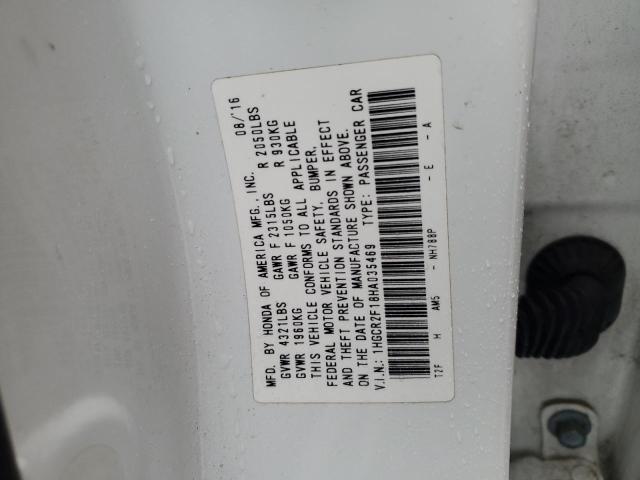 MFD. BY HONDA OF AMERICA MFG., INC. 08/'16
GVWR 4321LBS GAWR F 2315LBS R 2050LBS
GVWR 1960KG GAWR F 1050KG R 930KG
THIS VEHICLE CONFORMS TO ALL APPLICABLE
FEDERAL MOTOR VEHICLE SAFETY, BUMPER,
AND THEFT PREVENTION STANDARDS IN EFFECT
ON THE DATE OF MANUFACTURE SHOWN ABOVE.
V.I.N.: 1HGCR2F18HA035469 TYPE: PASSENGER CAR
T2F H AM5 - NH788P - E - A